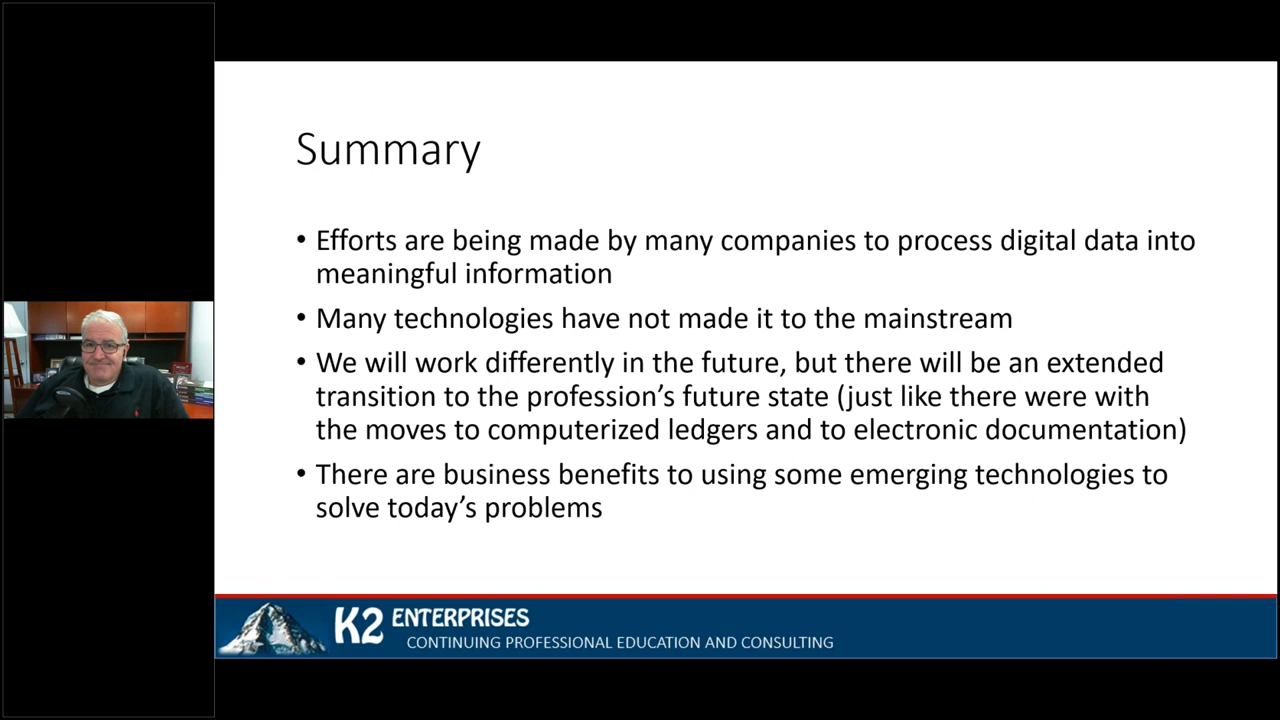 Summary
• Efforts are being made by many companies to process digital data into
meaningful information
• Many technologies have not made it to the mainstream
• We will work differently in the future, but there will be an extended
transition to the profession’s future state (just like there were with
the moves to computerized ledgers and to electronic documentation)
• There are business benefits to using some emerging technologies to
solve today’s problems
K2 ENTERPRISES
CONTINUING PROFESSIONAL EDUCATION AND CONSULTING